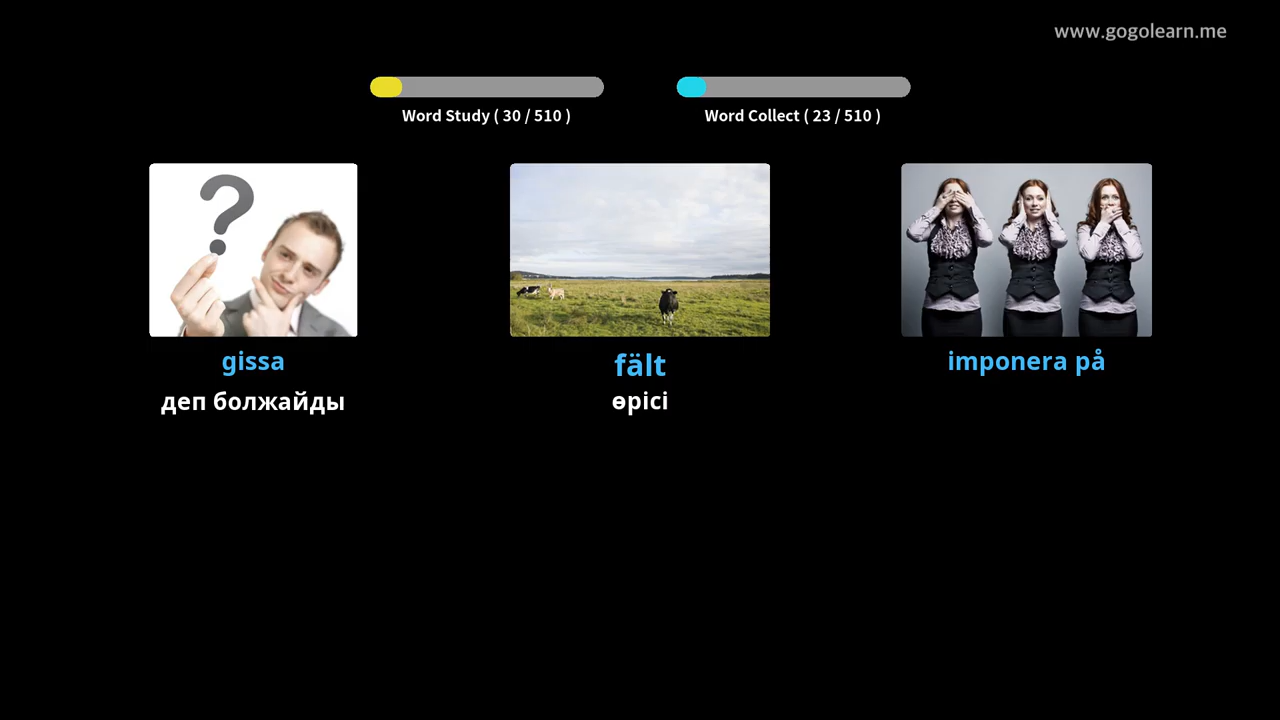 www.gogolearn.me
Word Study ( 30 / 510 )
Word Collect ( 23 / 510 )
gissa
fält
imponera på
деп болжайды
өрісі